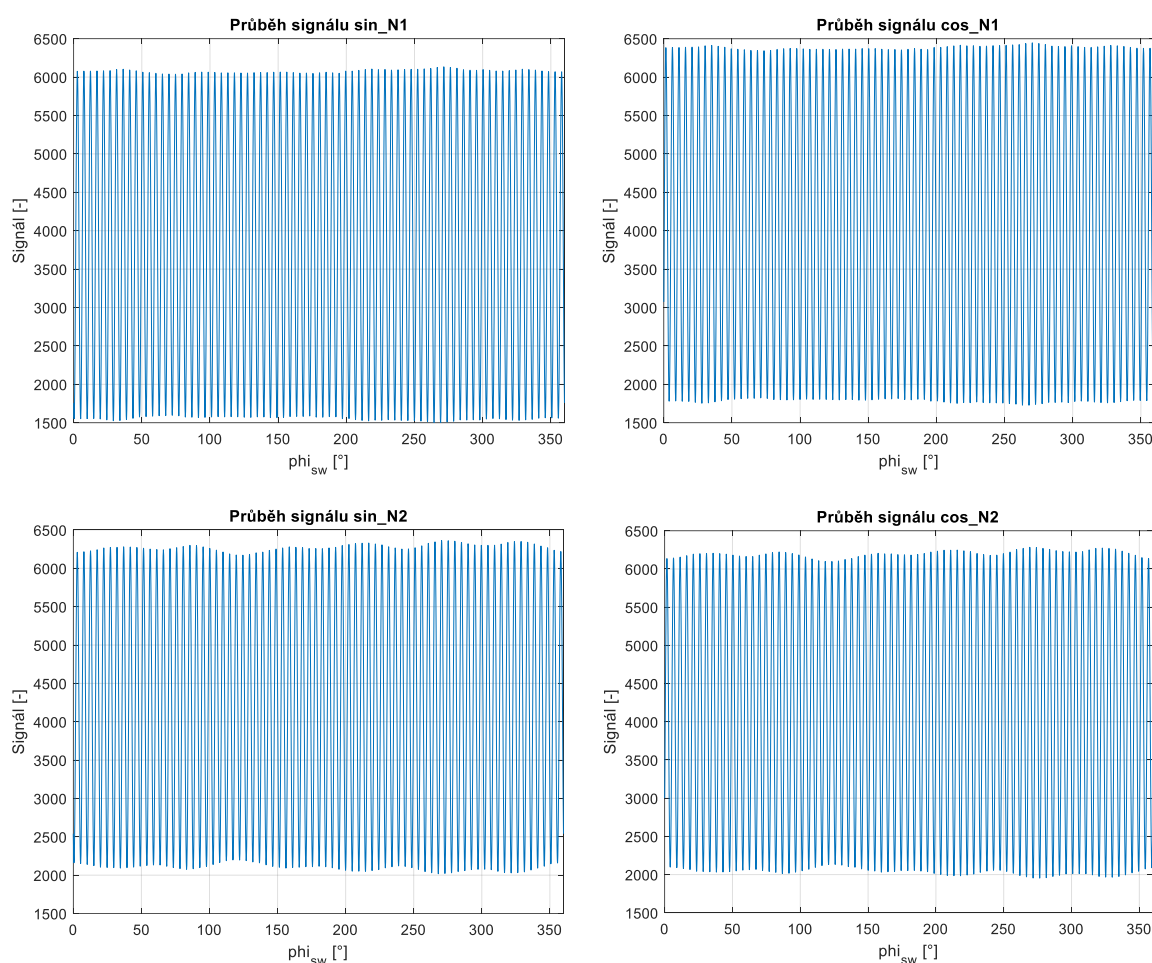 Průběh signálu sin_N1
6500
6000
5500
5000
4500
4000
3500
3000
2500
2000
1500
Signál [-]
0 50 100 150 200 250 300 350
phi_sw [°]
Průběh signálu cos_N1
6500
6000
5500
5000
4500
4000
3500
3000
2500
2000
1500
Signál [-]
0 50 100 150 200 250 300 350
phi_sw [°]
Průběh signálu sin_N2
6500
6000
5500
5000
4500
4000
3500
3000
2500
2000
1500
Signál [-]
0 50 100 150 200 250 300 350
phi_sw [°]
Průběh signálu cos_N2
6500
6000
5500
5000
4500
4000
3500
3000
2500
2000
1500
Signál [-]
0 50 100 150 200 250 300 350
phi_sw [°]